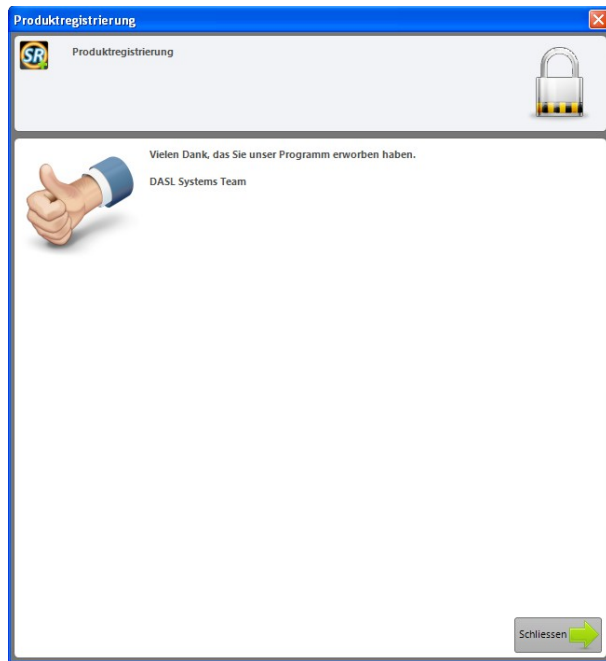 Produktregistrierung
SR
Produktregistrierung
Vielen Dank, das Sie unser Programm erworben haben.
DASL Systems Team
Schliessen